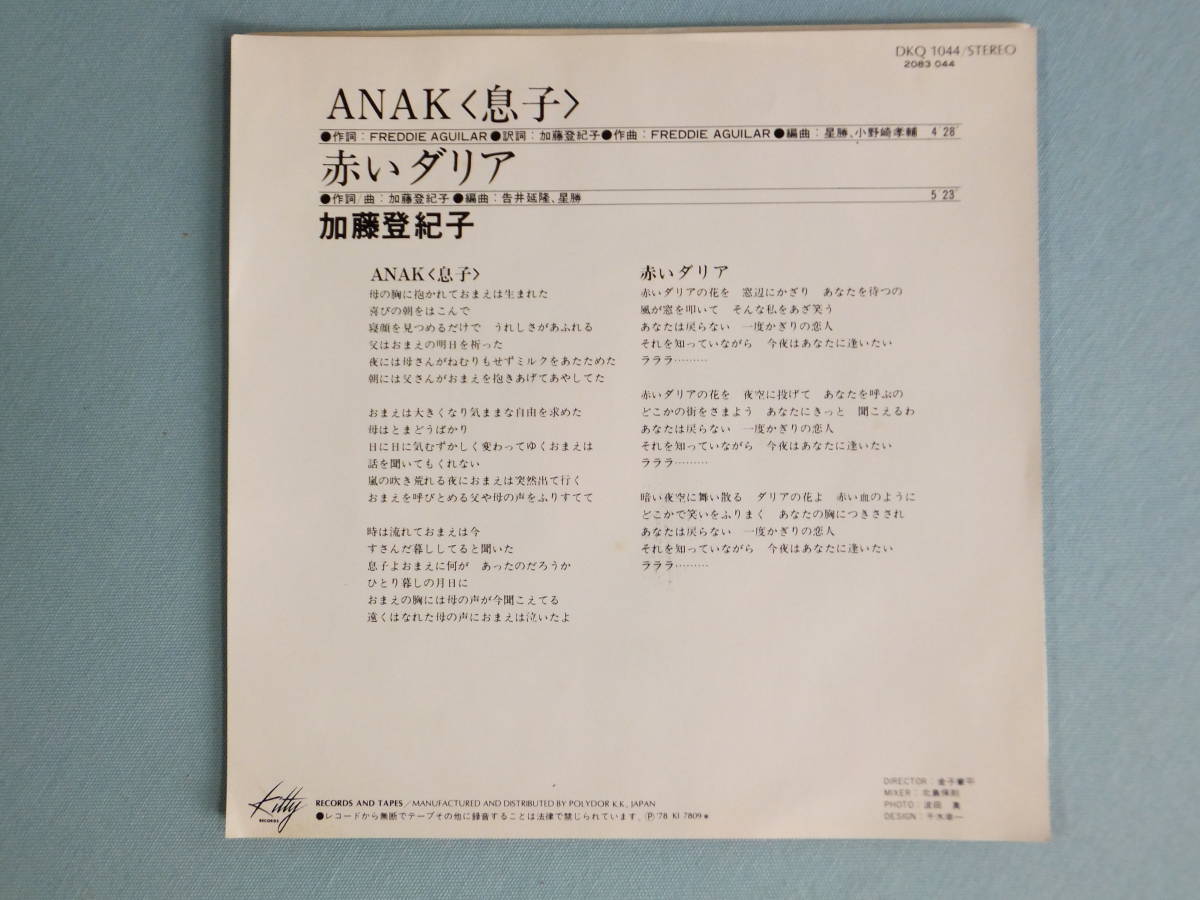 DKQ 1044/STEREO
2083 044
ANAK〈息子〉
●作詞：FREDDIE AGUILAR●訳詞：加藤登紀子●作曲：FREDDIE AGUILAR●編曲：星勝、小野崎孝輔 4'28
赤いダリア
●作詞/曲：加藤登紀子●編曲：告井延隆、星勝 5'23
加藤登紀子
ANAK〈息子〉
母の胸に抱かれておまえは生まれた
喜びの朝をはこんで
寝顔を見つめるだけで うれしさがあふれる
父はおまえの明日を祈った
夜には母さんがねむりもせずミルクをあたためた
朝には父さんがおまえを抱きあげてあやしてた
おまえは大きくなり気ままな自由を求めた
母はとまどうばかり
日に日に気むずかしく変わってゆくおまえは
話を聞いてもくれない
嵐の吹き荒れる夜におまえは突然出て行く
おまえを呼びとめる父や母の声をふりすてて
時は流れておまえは今
すさんだ暮ししてると聞いた
息子よおまえに何が あったのだろうか
ひとり暮しの月日に
おまえの胸には母の声が今聞こえてる
遠くはなれた母の声におまえは泣いたよ
赤いダリア
赤いダリアの花を 窓辺にかざり あなたを待つの
風が窓を叩いて そんな私をあざ笑う
あなたは戻らない 一度かぎりの恋人
それを知っていながら 今夜はあなたに逢いたい
ラララ………
赤いダリアの花を 夜空に投げて あなたを呼ぶの
どこかの街をさまよう あなたにきっと 聞こえるわ
あなたは戻らない 一度かぎりの恋人
それを知っていながら 今夜はあなたに逢いたい
ラララ………
暗い夜空に舞い散る ダリアの花よ 赤い血のように
どこかで笑いをふりまく あなたの胸につきさされ
あなたは戻らない 一度かぎりの恋人
それを知っていながら 今夜はあなたに逢いたい
ラララ………
DIRECTOR：金子章平
MIXER：北島保則
PHOTO：
DESIGN：
Kitty RECORDS
RECORDS AND TAPES/MANUFACTURED AND DISTRIBUTED BY POLYDOR K.K., JAPAN
●レコードから無断でテープその他に録音することは法律で禁じられています。Ⓟ'78 KI 7809＊